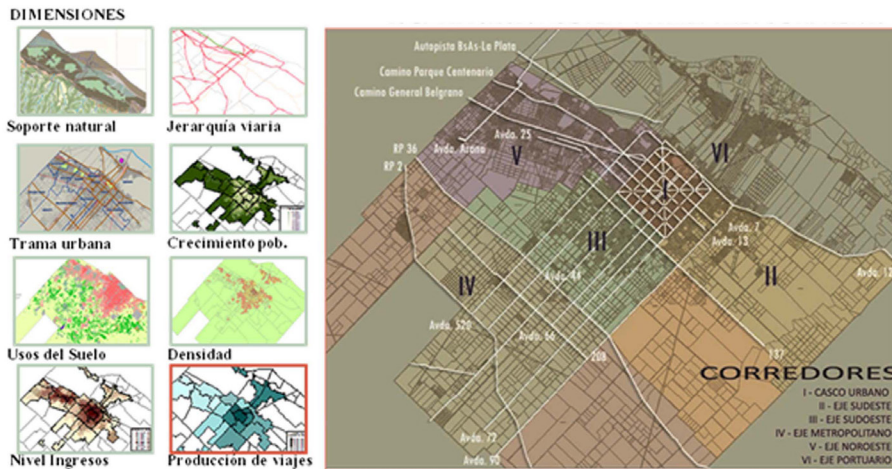 DIMENSIONES
Soporte natural
Jerarquía viaria
Trama urbana
Crecimiento pob.
Usos del Suelo
Densidad
Nivel Ingresos
Producción de viajes
Autopista BsAs-La Plata
Camino Parque Centenario
Camino General Belgrano
Avda. 25
Avda. Arana
RP 36
RP 2
V
VI
I
III
Avda. 7
Avda. 13
II
IV
Avda. 44
Avda. 520
Avda. 66
208
137
Avda. 72
Avda. 90
CORREDORES
I - CASCO URBANO
II - EJE SUDESTE
III - EJE SUDOESTE
IV - EJE METROPOLITANO
V - EJE NOROESTE
VI - EJE PORTUARIO